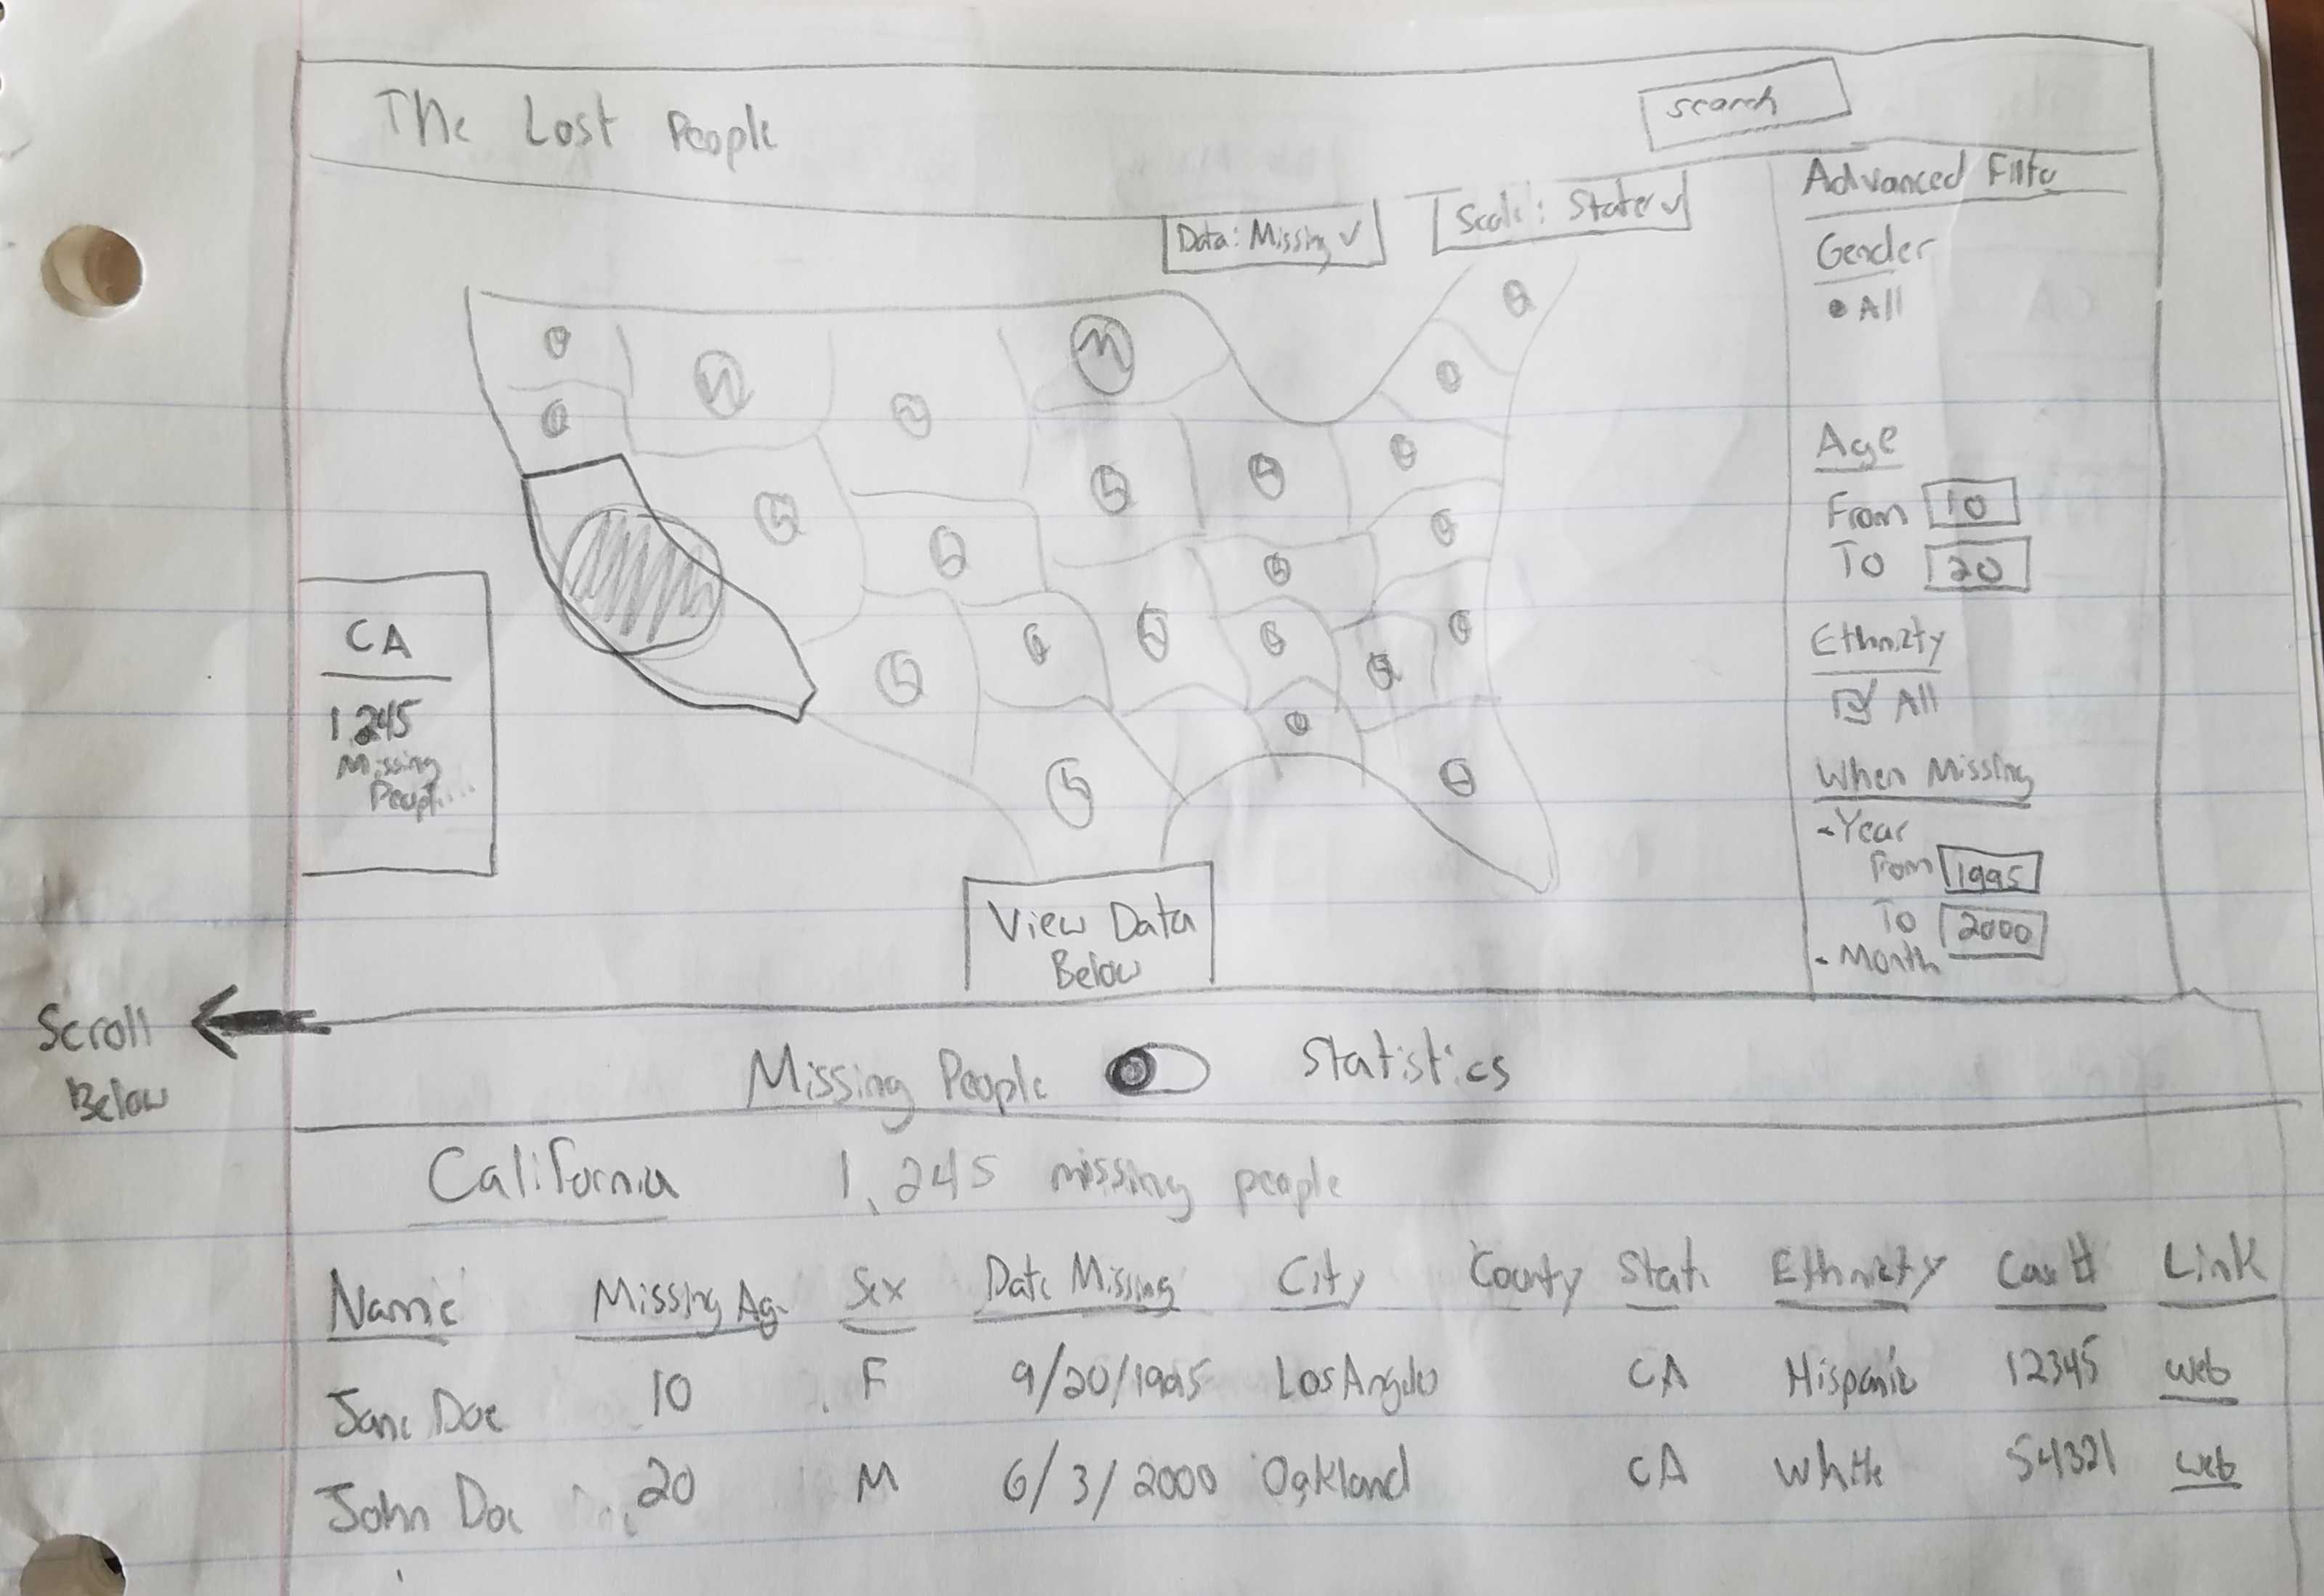 The Lost People
search
Data: Missing
Scale: State
Advanced Filter
Gender
All
Age
From 10
To 20
Ethnicity
All
When Missing
- Year
From 1995
To 2000
- Month
CA
1,245
Missing
People...
View Data
Below
Scroll
Below
Missing People Statistics
California 1,245 missing people
Name Missing Age Sex Date Missing City County State Ethnicity Case # Link
Jane Doe 10 F 9/20/1995 Los Angeles CA Hispanic 12345 web
John Doe 20 M 6/3/2000 Oakland CA White 54321 web